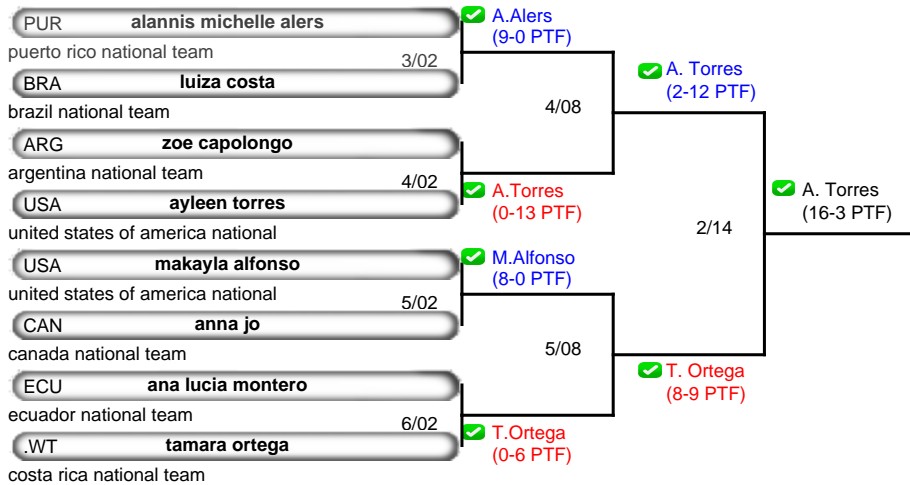 PUR alannis michelle alers
A.Alers
(9-0 PTF)
puerto rico national team
3/02
BRA luiza costa
A. Torres
(2-12 PTF)
brazil national team
4/08
ARG zoe capolongo
argentina national team
4/02
A.Torres
(0-13 PTF)
A. Torres
(16-3 PTF)
USA ayleen torres
united states of america national
2/14
USA makayla alfonso
M.Alfonso
(8-0 PTF)
united states of america national
5/02
CAN anna jo
canada national team
5/08
ECU ana lucia montero
T. Ortega
(8-9 PTF)
ecuador national team
6/02
T.Ortega
(0-6 PTF)
.WT tamara ortega
costa rica national team